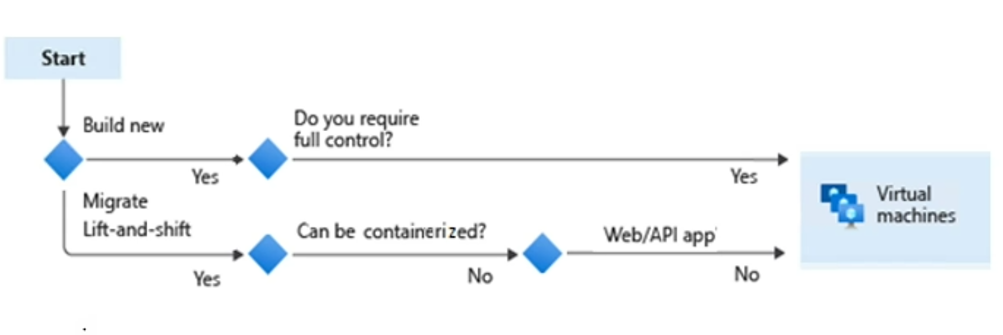 Start
Build new
Do you require
full control?
Yes
Yes
Virtual
machines
Migrate
Lift-and-shift
Can be containerized?
Web/API app
Yes
No
No